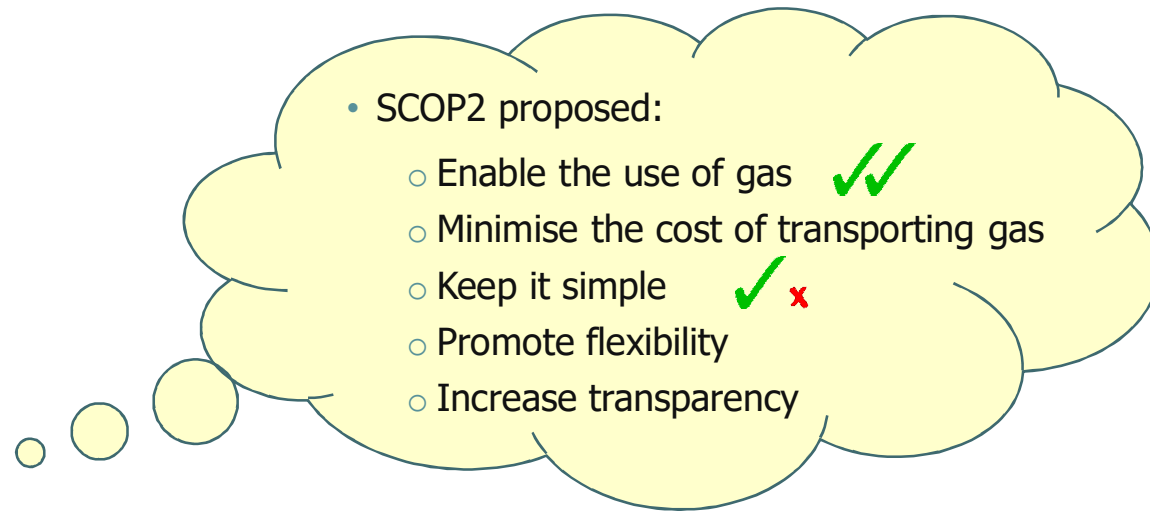 • SCOP2 proposed:
○ Enable the use of gas ✓✓
○ Minimise the cost of transporting gas
○ Keep it simple ✓ x
○ Promote flexibility
○ Increase transparency